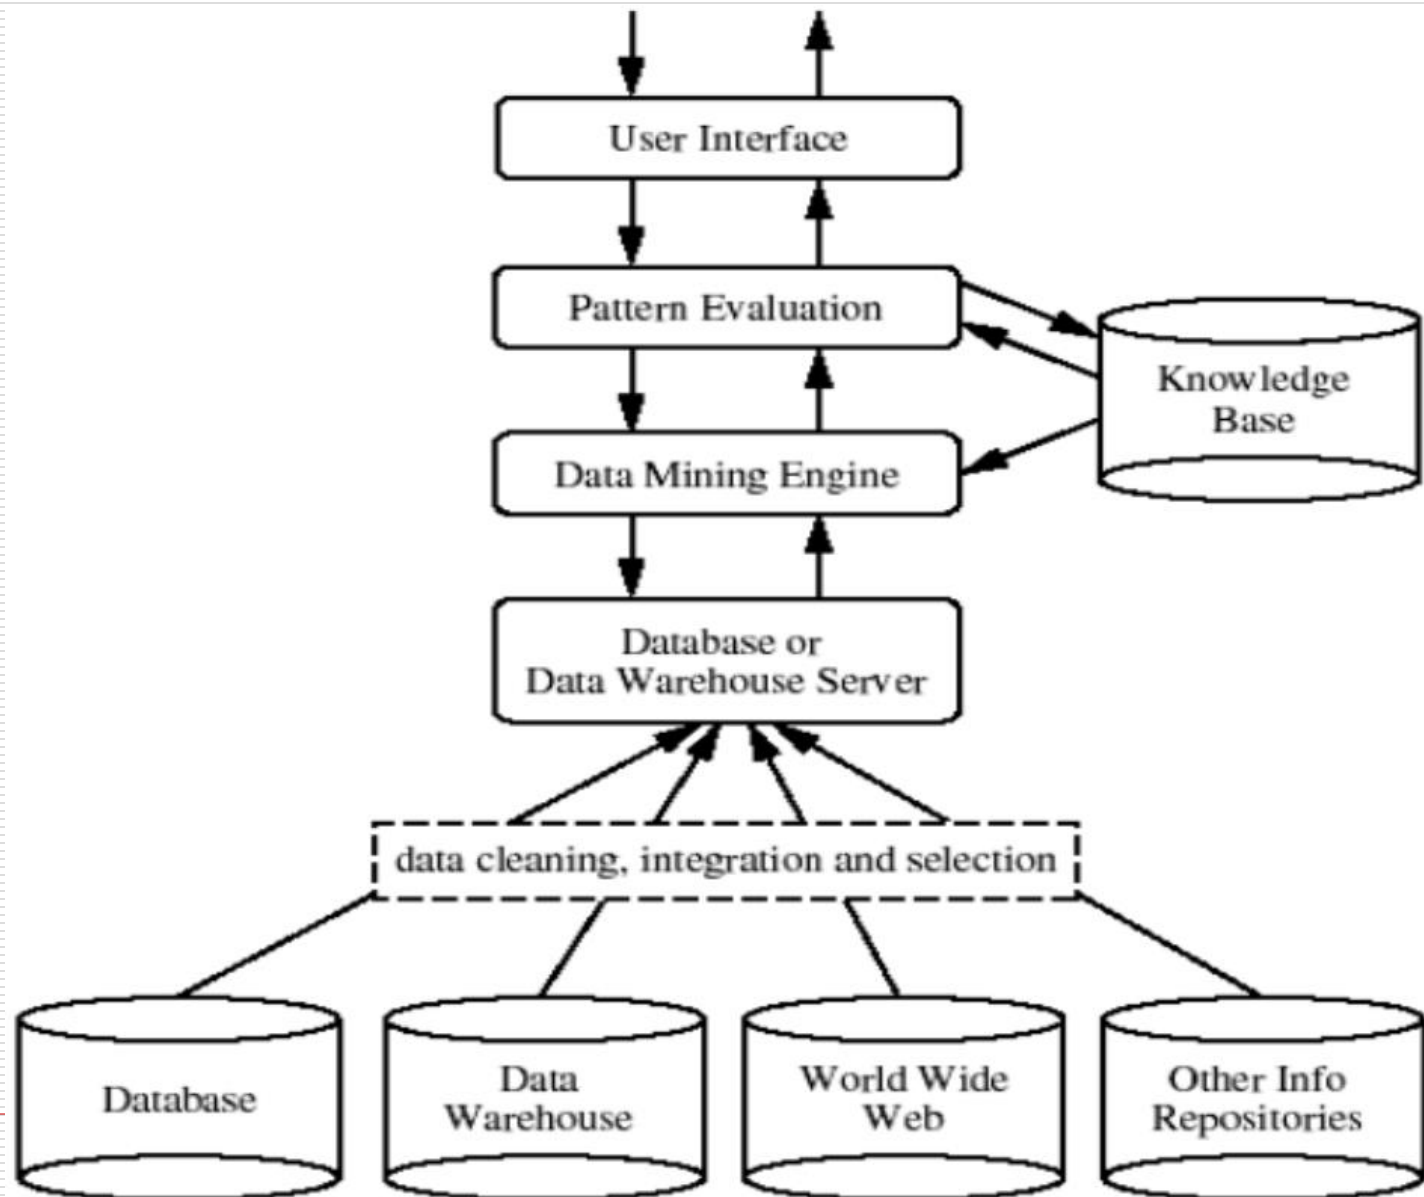 User Interface
Pattern Evaluation
Knowledge
Base
Data Mining Engine
Database or
Data Warehouse Server
data cleaning, integration and selection
Database
Data
Warehouse
World Wide
Web
Other Info
Repositories